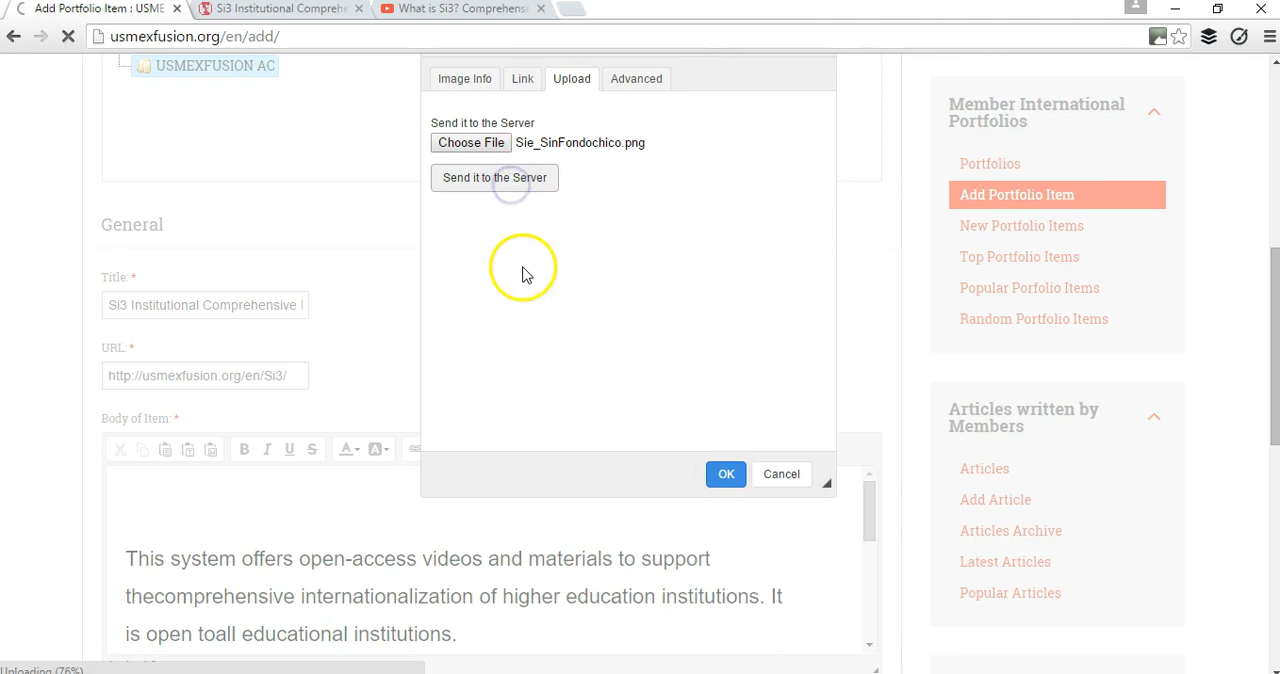 Add Portfolio Item : USME
Si3 Institutional Comprehe
What is Si3? Comprehens
usmexfusion.org/en/add/
USMEXFUSION AC
Image Info
Link
Upload
Advanced
Send it to the Server
Choose File
Sie_SinFondochico.png
Send it to the Server
OK
Cancel
General
Title: *
Si3 Institutional Comprehensive I
URL: *
http://usmexfusion.org/en/Si3/
Body of Item: *
B I U S A A
This system offers open-access videos and materials to support
thecomprehensive internationalization of higher education institutions. It
is open toall educational institutions.
Member International
Portfolios
Portfolios
Add Portfolio Item
New Portfolio Items
Top Portfolio Items
Popular Porfolio Items
Random Portfolio Items
Articles written by
Members
Articles
Add Article
Articles Archive
Latest Articles
Popular Articles
Uploading (76%)